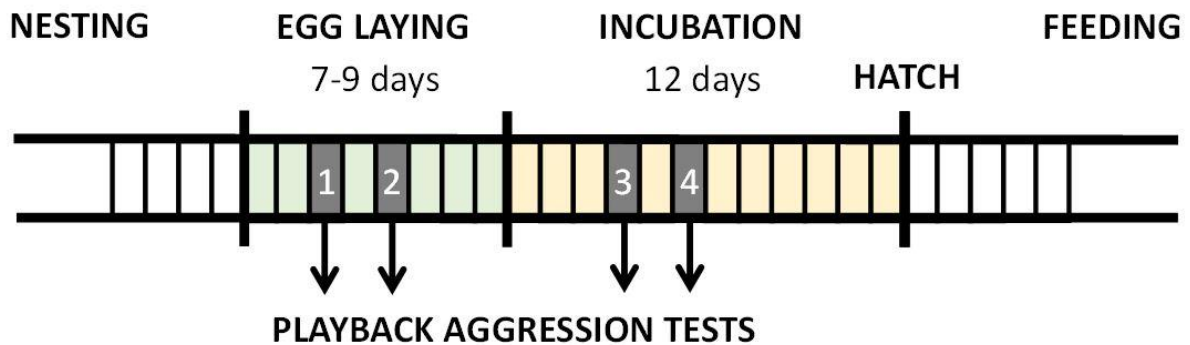 NESTING EGG LAYING INCUBATION FEEDING
7-9 days 12 days HATCH
1 2 3 4
PLAYBACK AGGRESSION TESTS